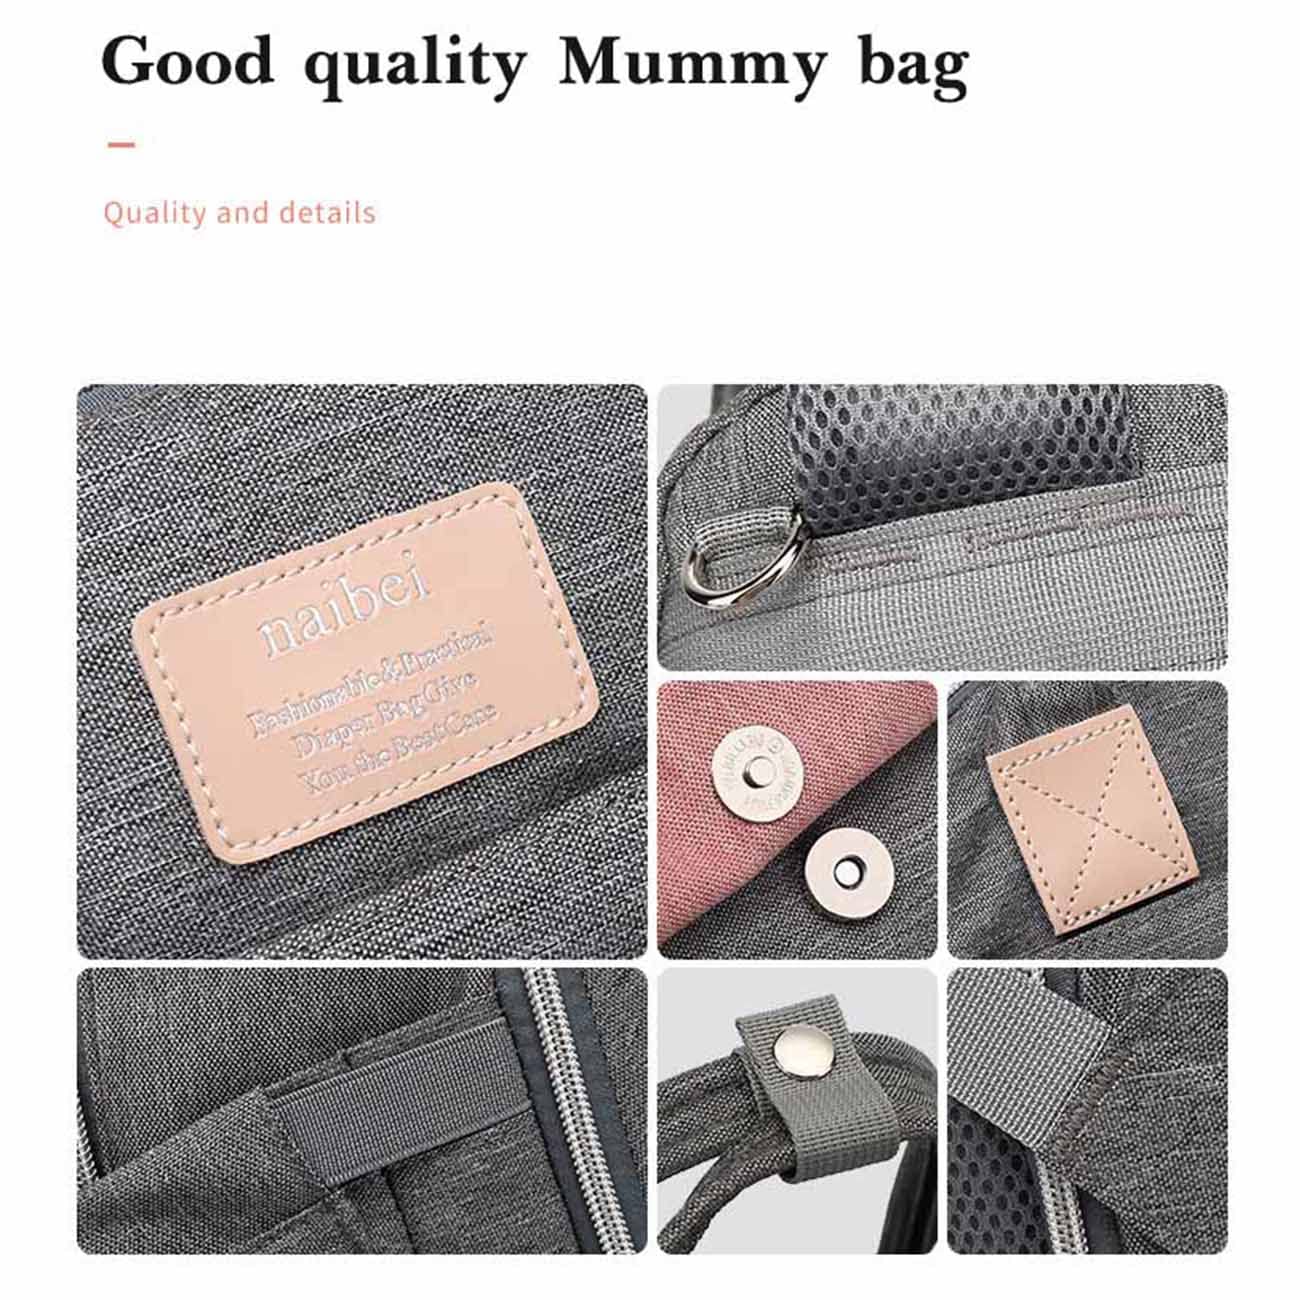 Good quality Mummy bag
Quality and details
naibei
Fashionable & Practical
Diaper Bag Give
You the Best Care